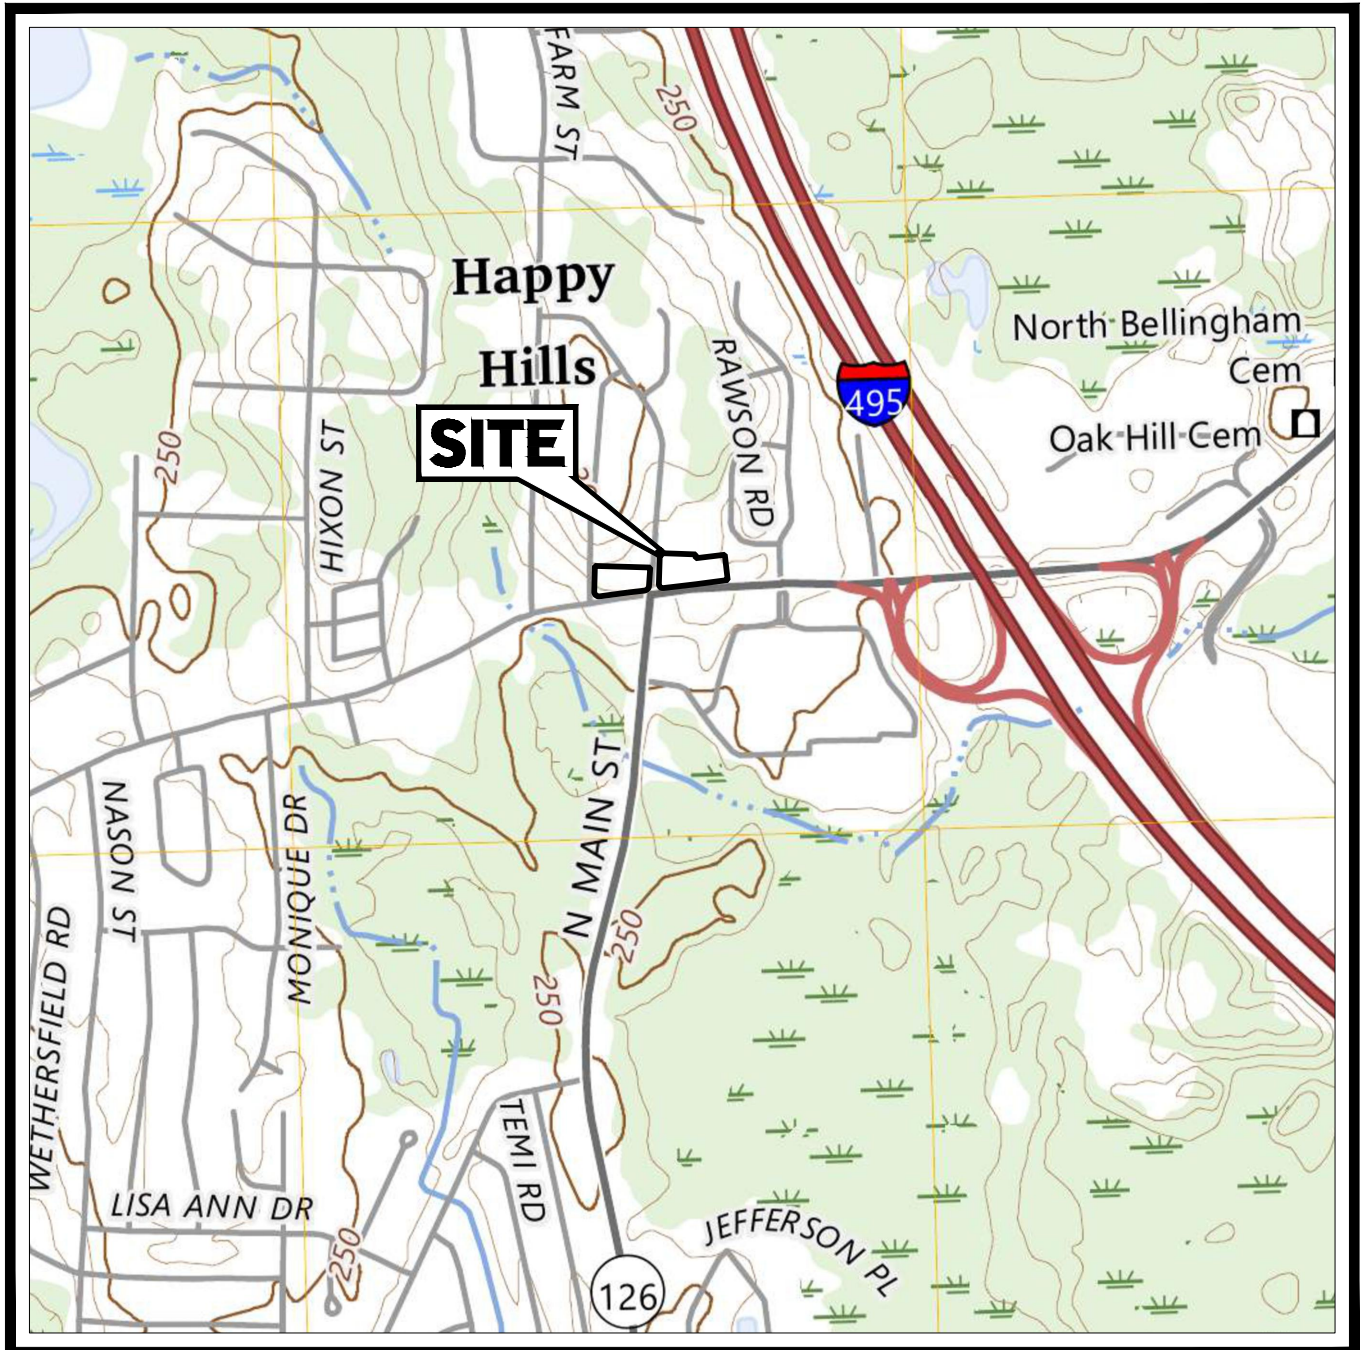 FARM ST
250
Happy
Hills
North Bellingham
Cem
RAWSON RD
495
SITE
Oak Hill Cem
250
HIXON ST
N MAIN ST
NASON ST
MONIQUE DR
WETHERSFIELD RD
250
250
TEMI RD
LISA ANN DR
JEFFERSON PL
250
126